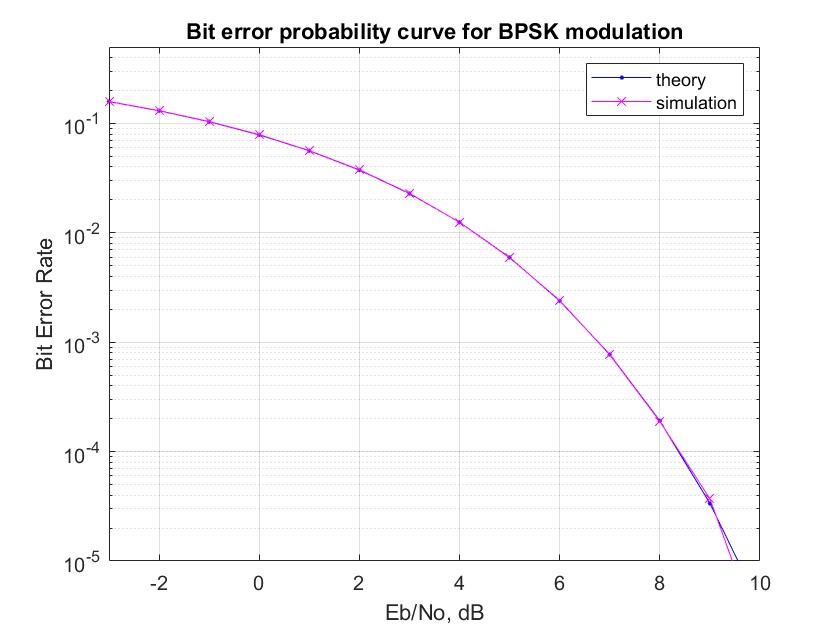 Bit error probability curve for BPSK modulation
theory
simulation
10^-1
10^-2
10^-3
10^-4
10^-5
Bit Error Rate
-2 0 2 4 6 8 10
Eb/No, dB